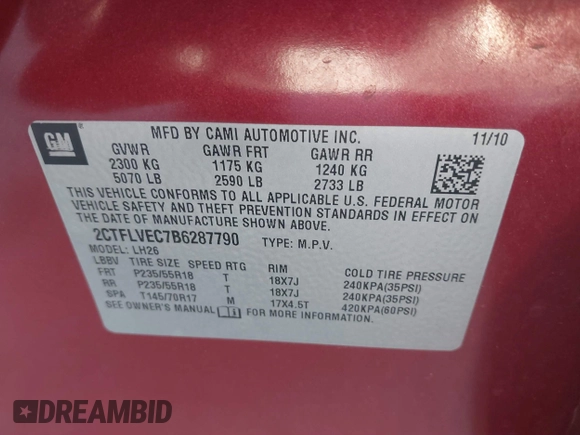 GM
MFD BY CAMI AUTOMOTIVE INC. 11/10
GVWR GAWR FRT GAWR RR
2300 KG 1175 KG 1240 KG
5070 LB 2590 LB 2733 LB
THIS VEHICLE CONFORMS TO ALL APPLICABLE U.S. FEDERAL MOTOR
VEHICLE SAFETY AND THEFT PREVENTION STANDARDS IN EFFECT ON
THE DATE OF MANUFACTURE SHOWN ABOVE.
2CTFLVEC7B6287790 TYPE: M.P.V.
MODEL: LH26
LBBV TIRE SIZE SPEED RTG RIM COLD TIRE PRESSURE
FRT P235/55R18 T 18X7J 240KPA(35PSI)
RR P235/55R18 T 18X7J 240KPA(35PSI)
SPA T145/70R17 M 17X4.5T 420KPA(60PSI)
SEE OWNER'S MANUAL FOR MORE INFORMATION.
DREAMBID